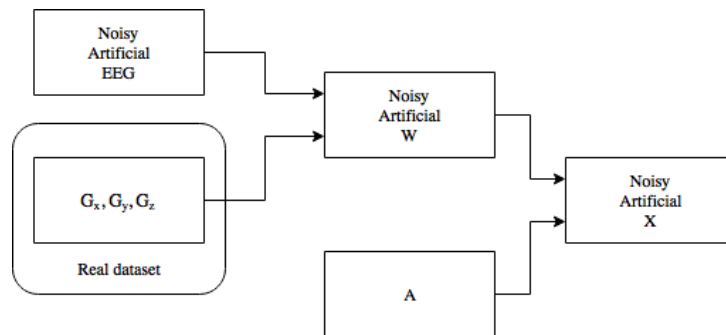 Noisy
Artificial
EEG
Noisy
Artificial
W
Gx, Gy, Gz
Noisy
Artificial
X
Real dataset
A